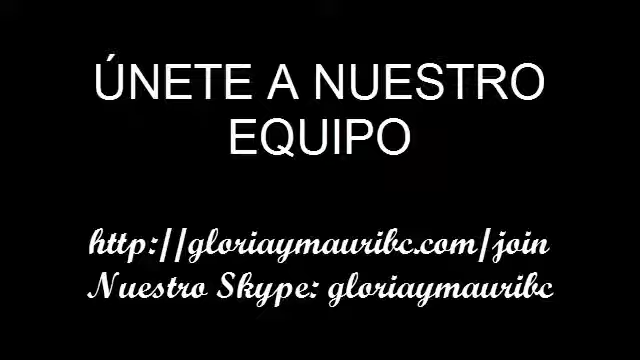 ÚNETE A NUESTRO
EQUIPO
http://gloriaymauribc.com/join
Nuestro Skype: gloriaymauribc